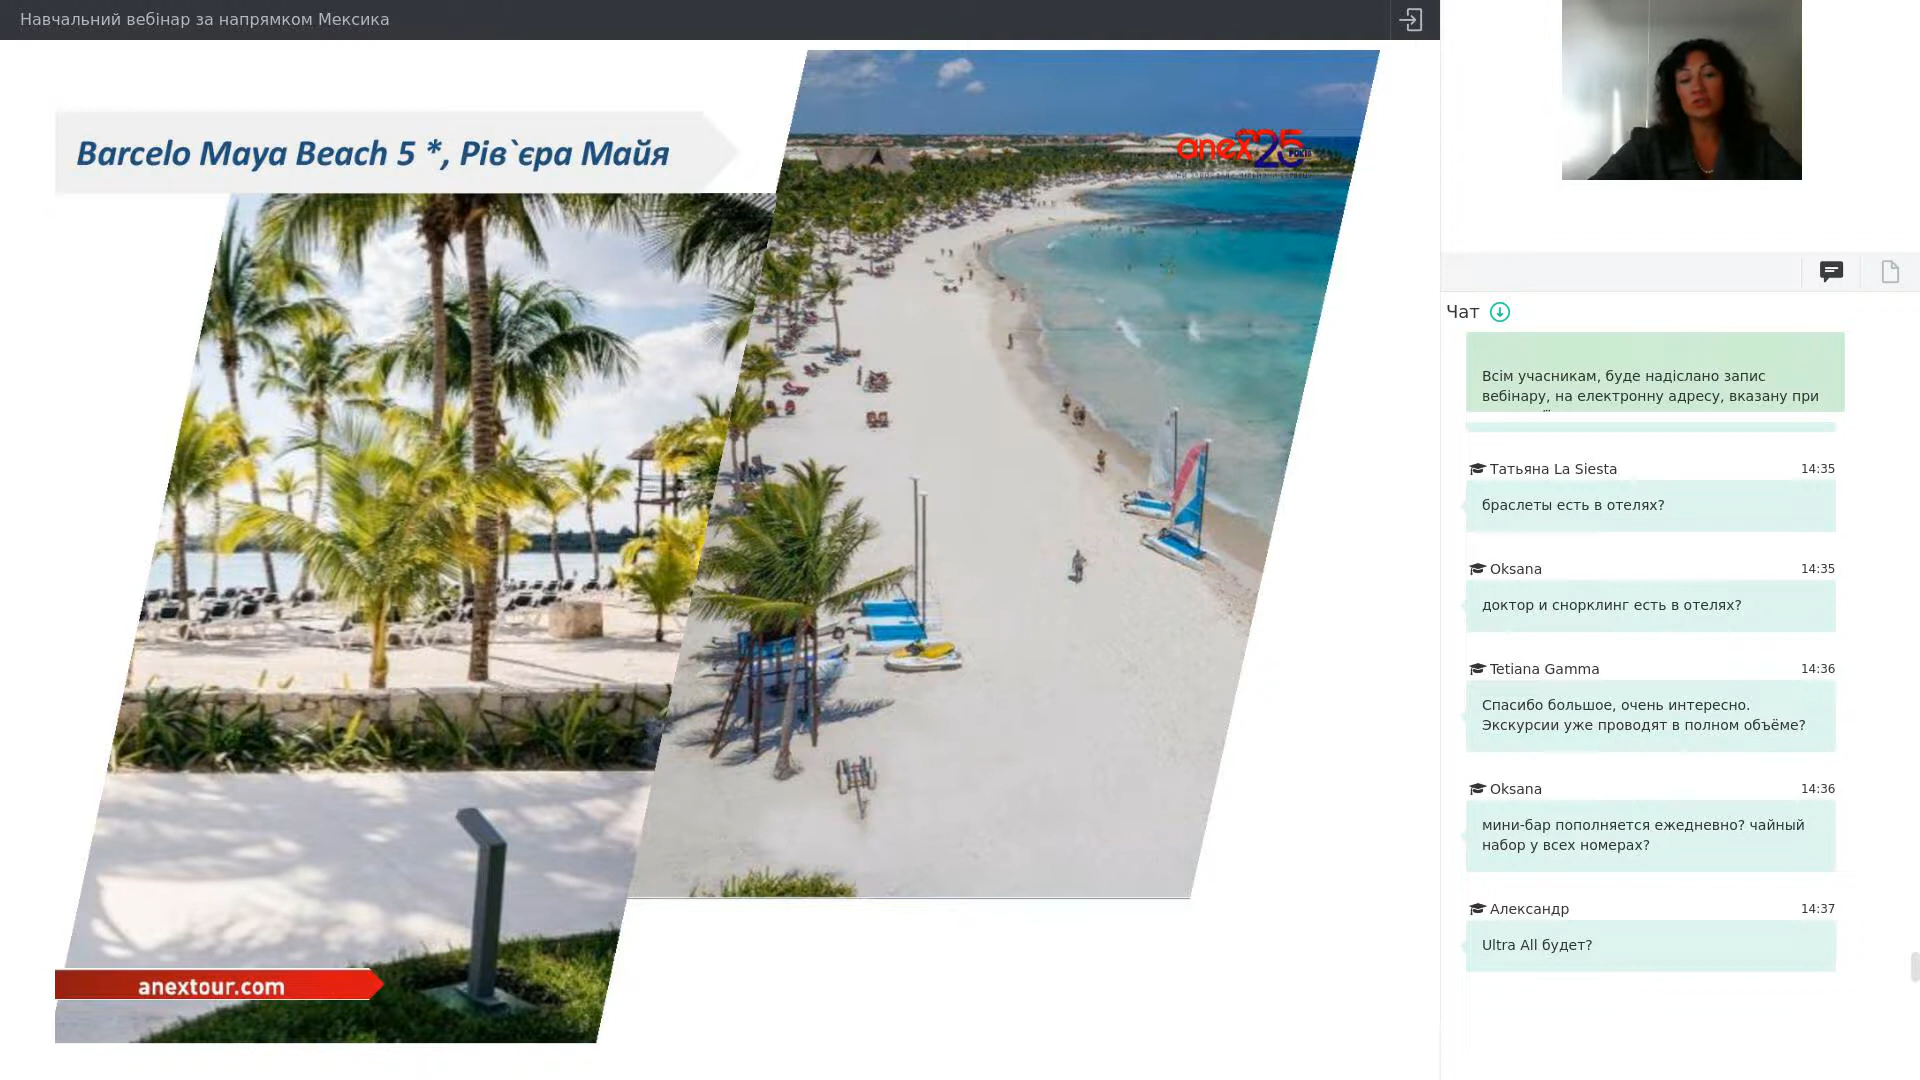 Навчальний вебінар за напрямком Мексика
Barcelo Maya Beach 5 *, Рів`єра Майя
anex 25
РОКІВ
anextour.com
Чат
Всім учасникам, буде надіслано запис
вебінару, на електронну адресу, вказану при
Татьяна La Siesta 14:35
браслеты есть в отелях?
Oksana 14:35
доктор и снорклинг есть в отелях?
Tetiana Gamma 14:36
Спасибо большое, очень интересно.
Экскурсии уже проводят в полном объёме?
Oksana 14:36
мини-бар пополняется ежедневно? чайный
набор у всех номерах?
Александр 14:37
Ultra All будет?